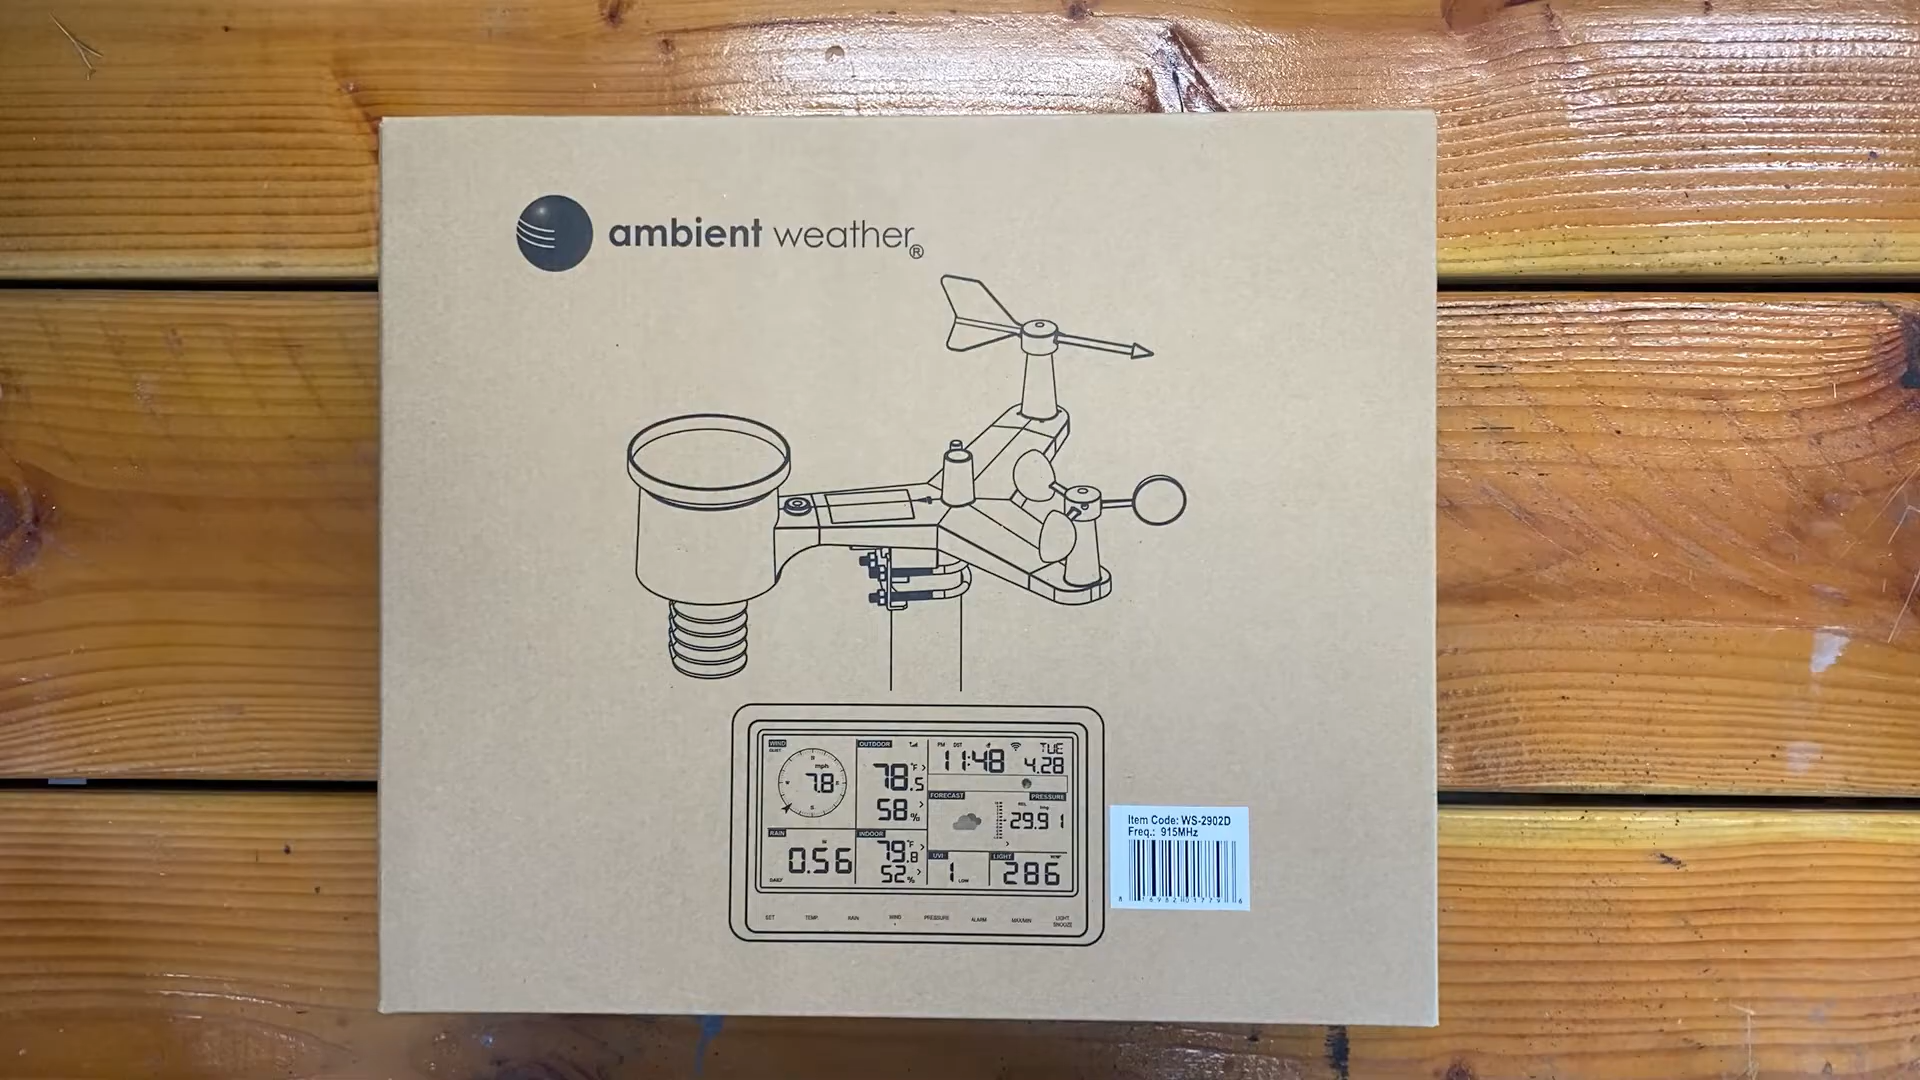 ambient weather®
WIND
mph
7.8
OUTDOOR
78.5 °F
58%
PM DST
11:48
TUE
4.28
FORECAST
PRESSURE
29.91
RAIN
0.56
DAILY
INDOOR
79.8 °F
52%
UVI
1 LOW
LIGHT
286
SET TEMP. RAIN WIND PRESSURE ALARM MAX/MIN LIGHT
SNOOZE
Item Code: WS-2902D
Freq.: 915MHz